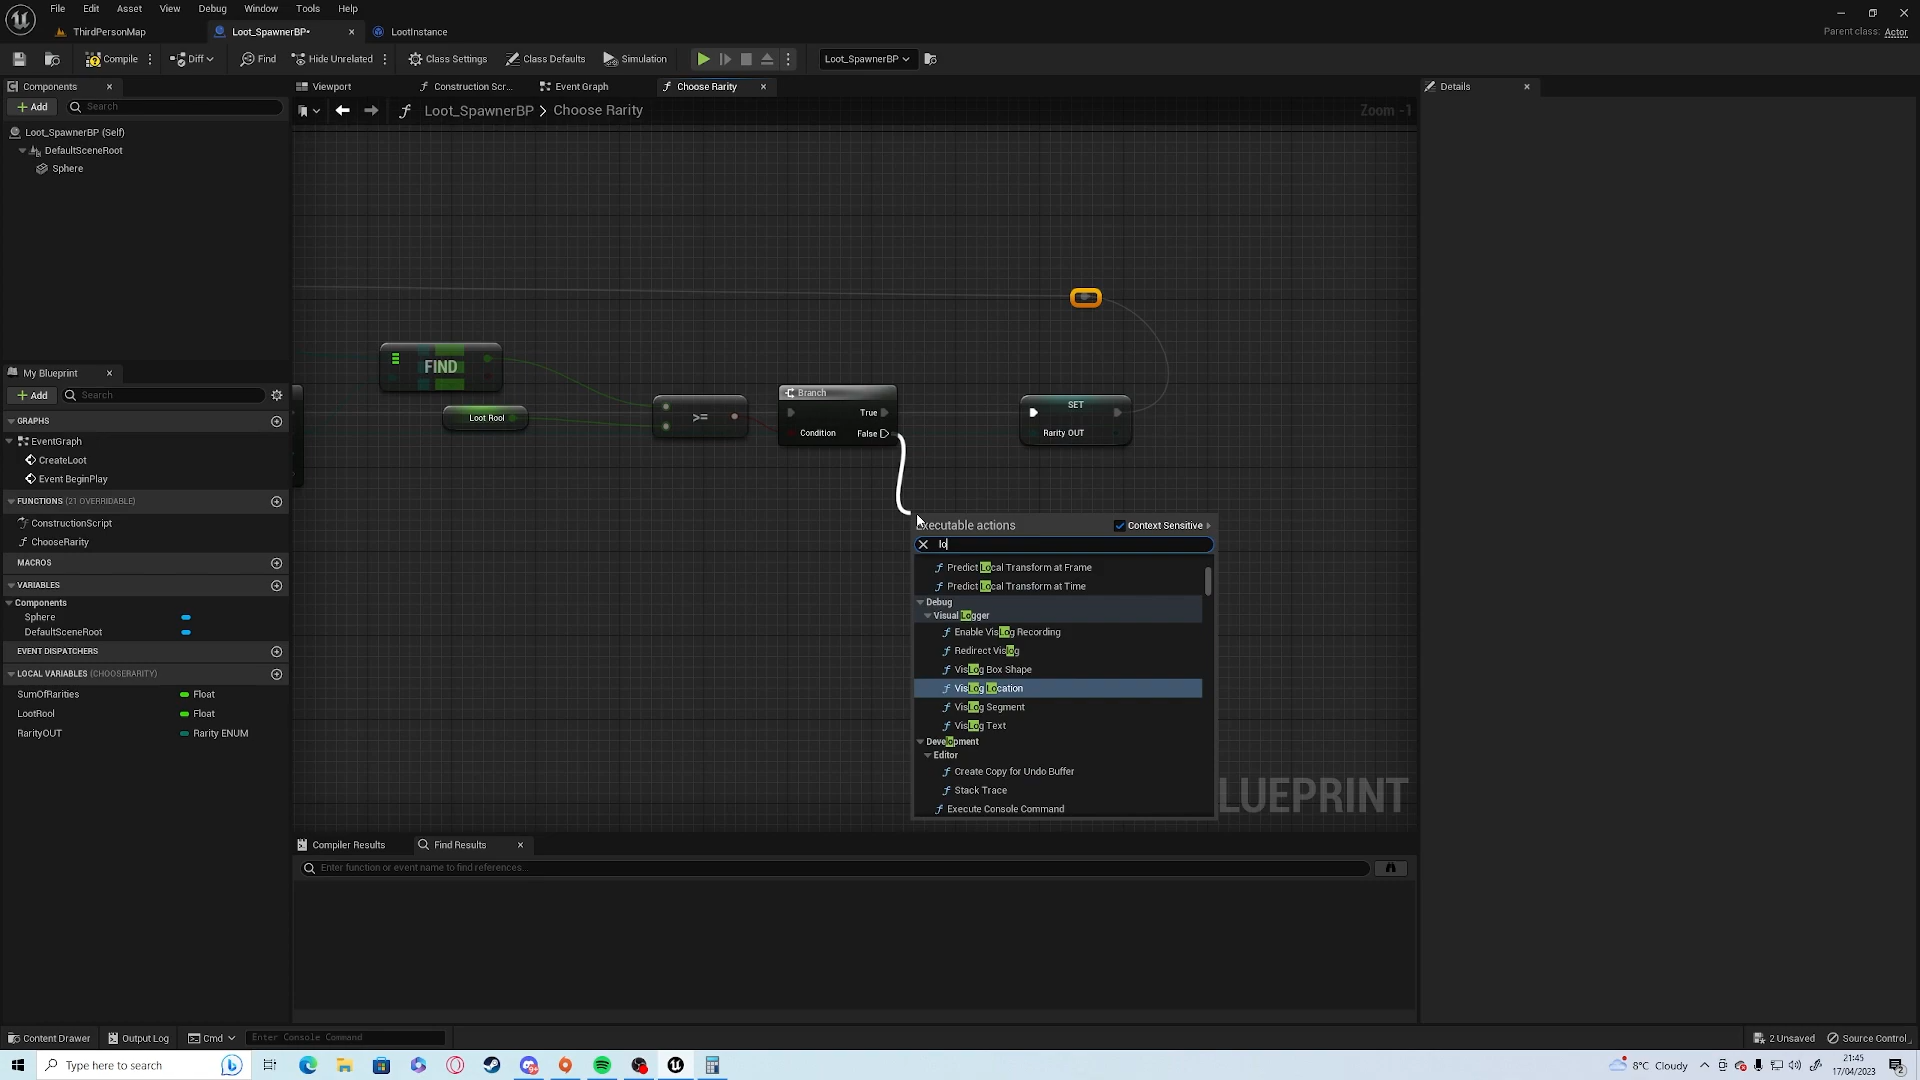 File Edit Asset View Debug Window Tools Help
ThirdPersonMap
Loot_SpawnerBP•
LootInstance
Parent class: Actor
Compile
Diff
Find
Hide Unrelated
Class Settings
Class Defaults
Simulation
Loot_SpawnerBP
Components
Add
Search
Loot_SpawnerBP (Self)
DefaultSceneRoot
Sphere
Viewport
Construction Scr...
Event Graph
Choose Rarity
Loot_SpawnerBP > Choose Rarity
Zoom -1
Details
FIND
Loot Rool
>=
Branch
True
Condition
False
SET
Rarity OUT
Executable actions
Context Sensitive
lo
Predict Local Transform at Frame
Predict Local Transform at Time
Debug
Visual Logger
Enable VisLog Recording
Redirect Vislog
VisLog Box Shape
VisLog Location
VisLog Segment
VisLog Text
Development
Editor
Create Copy for Undo Buffer
Stack Trace
Execute Console Command
LUEPRINT
My Blueprint
Add
Search
GRAPHS
EventGraph
CreateLoot
Event BeginPlay
FUNCTIONS (21 OVERRIDABLE)
ConstructionScript
ChooseRarity
MACROS
VARIABLES
Components
Sphere
DefaultSceneRoot
EVENT DISPATCHERS
LOCAL VARIABLES (CHOOSERARITY)
SumOfRarities Float
LootRool Float
RarityOUT Rarity ENUM
Compiler Results
Find Results
Enter function or event name to find references...
Content Drawer
Output Log
Cmd
Enter Console Command
2 Unsaved
Source Control
Type here to search
8°C Cloudy
21:45
17/04/2023
2